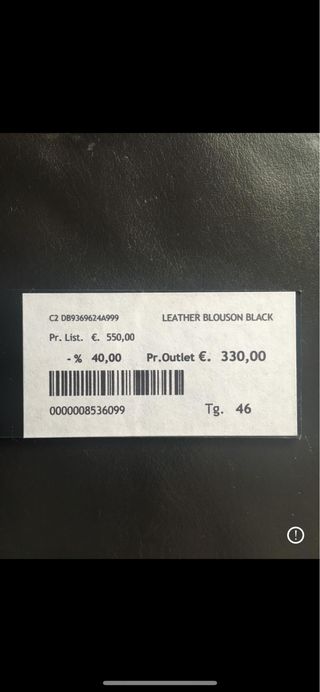 C2 DB9369624A999 LEATHER BLOUSON BLACK
Pr. List. €. 550,00
- % 40,00 Pr.Outlet €. 330,00
0000008536099 Tg. 46